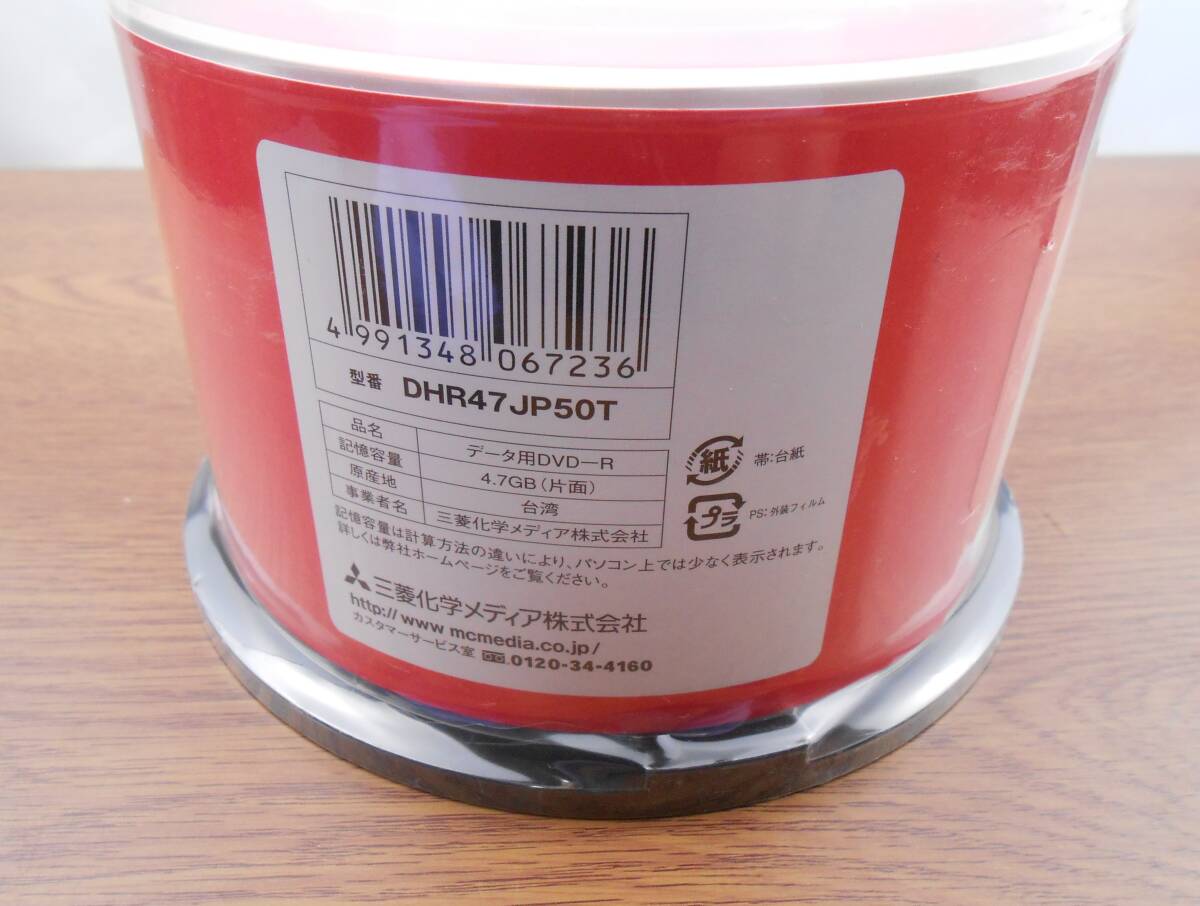 4 991348 067236
型番 DHR47JP50T
品名 データ用DVD―R
記憶容量 4.7GB(片面)
原産地 台湾
事業者名 三菱化学メディア株式会社
紙 帯:台紙
プラ PS:外装フィルム
記憶容量は計算方法の違いにより、パソコン上では少なく表示されます。
詳しくは弊社ホームページをご覧ください。
三菱化学メディア株式会社
http://www mcmedia.co.jp/
カスタマーサービス室 0120-34-4160